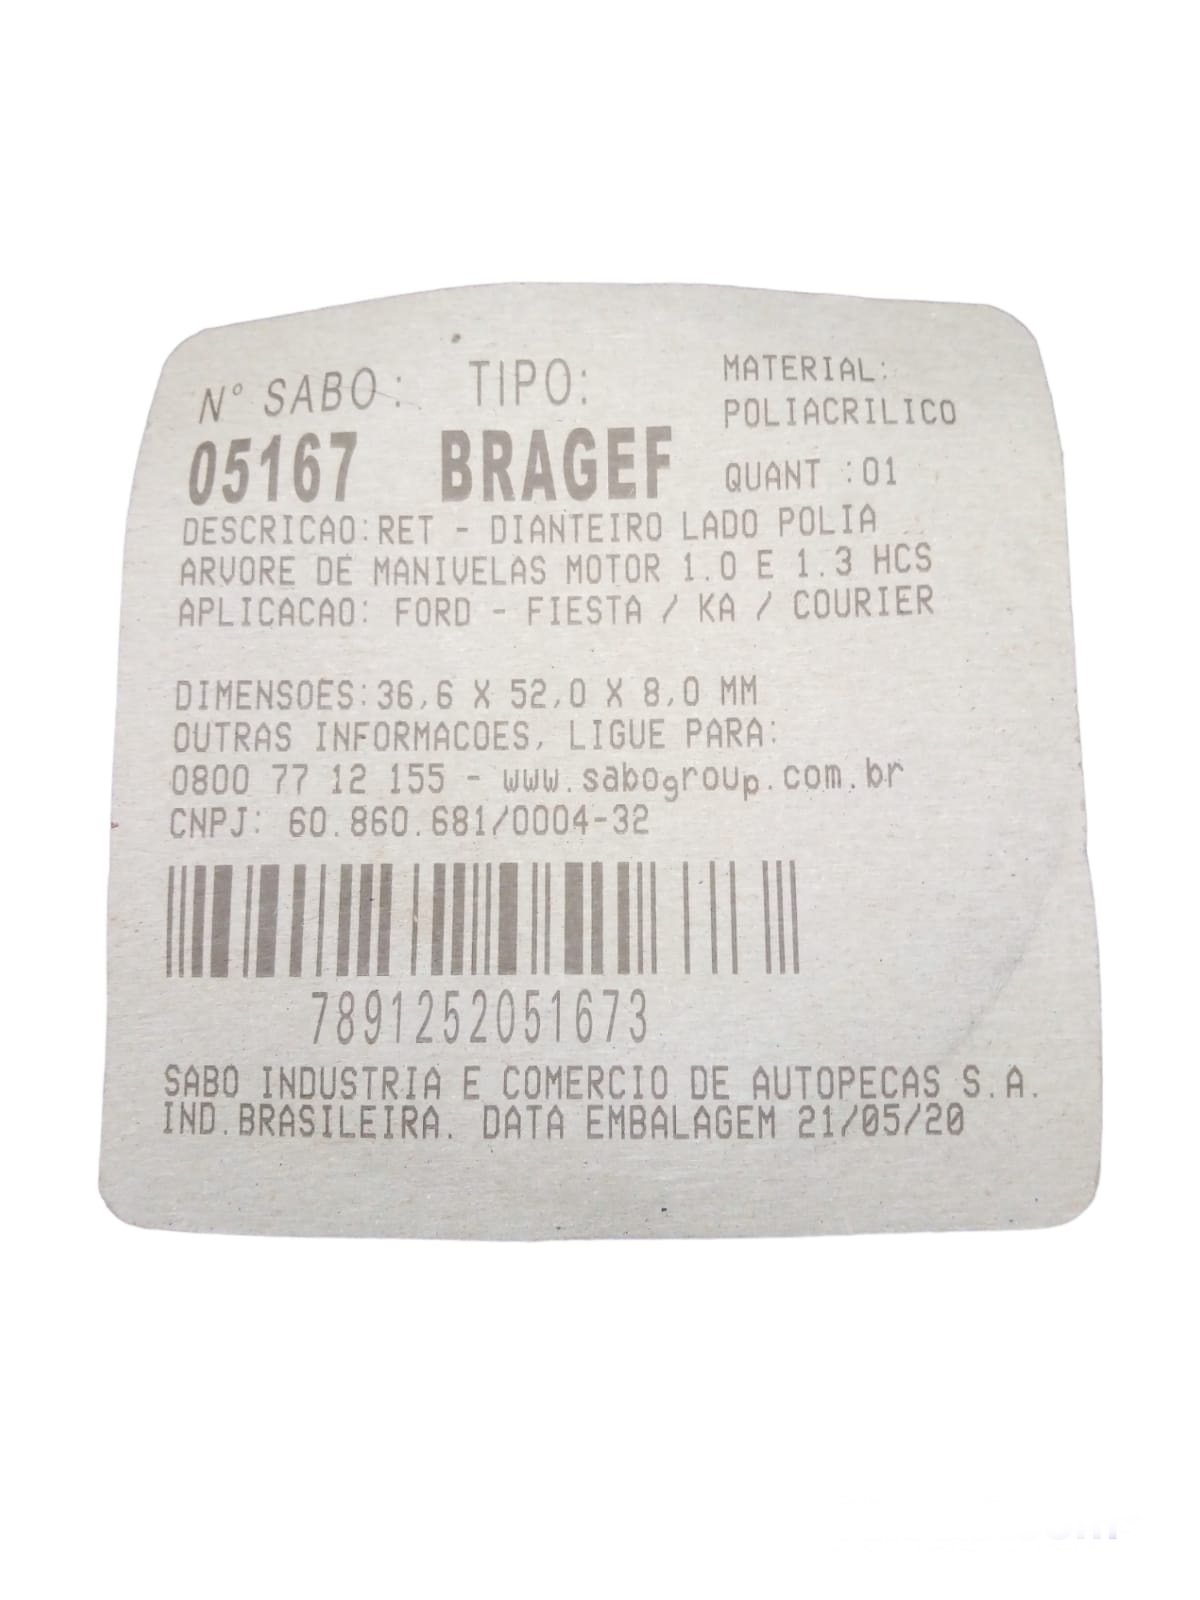 N° SABO: TIPO: MATERIAL:
05167 BRAGEF POLIACRILICO
QUANT :01
DESCRICAO:RET - DIANTEIRO LADO POLIA
ARVORE DE MANIVELAS MOTOR 1.0 E 1.3 HCS
APLICACAO: FORD - FIESTA / KA / COURIER
DIMENSOES:36,6 X 52,0 X 8,0 MM
OUTRAS INFORMACOES, LIGUE PARA:
0800 77 12 155 - www.sabogroup.com.br
CNPJ: 60.860.681/0004-32
7891252051673
SABO INDUSTRIA E COMERCIO DE AUTOPECAS S.A.
IND.BRASILEIRA. DATA EMBALAGEM 21/05/20